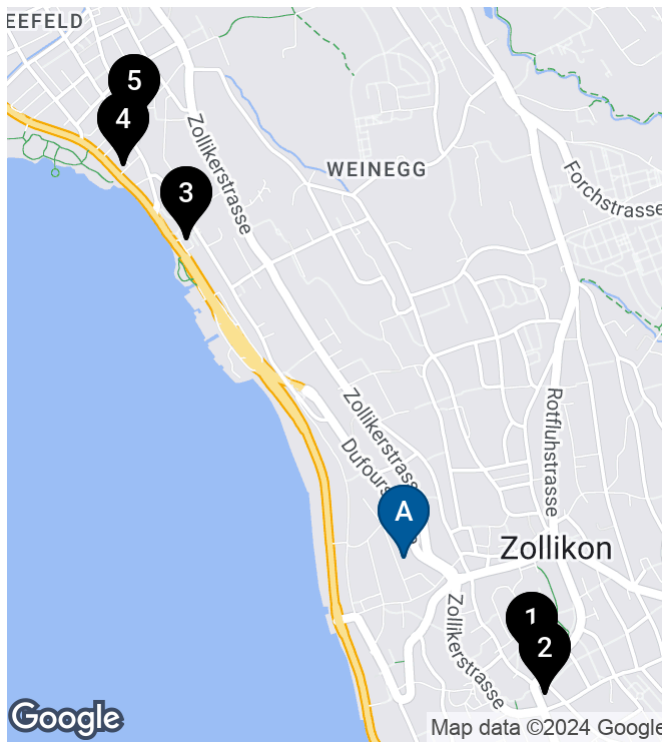 EEFELD
5
4
Zollikerstrasse
WEINEGG
3
Forchstrasse
Zollikerstrasse
Rotfluhstrasse
Dufours
A
Zollikon
1
2
Zollikerstrasse
Google
Map data ©2024 Google